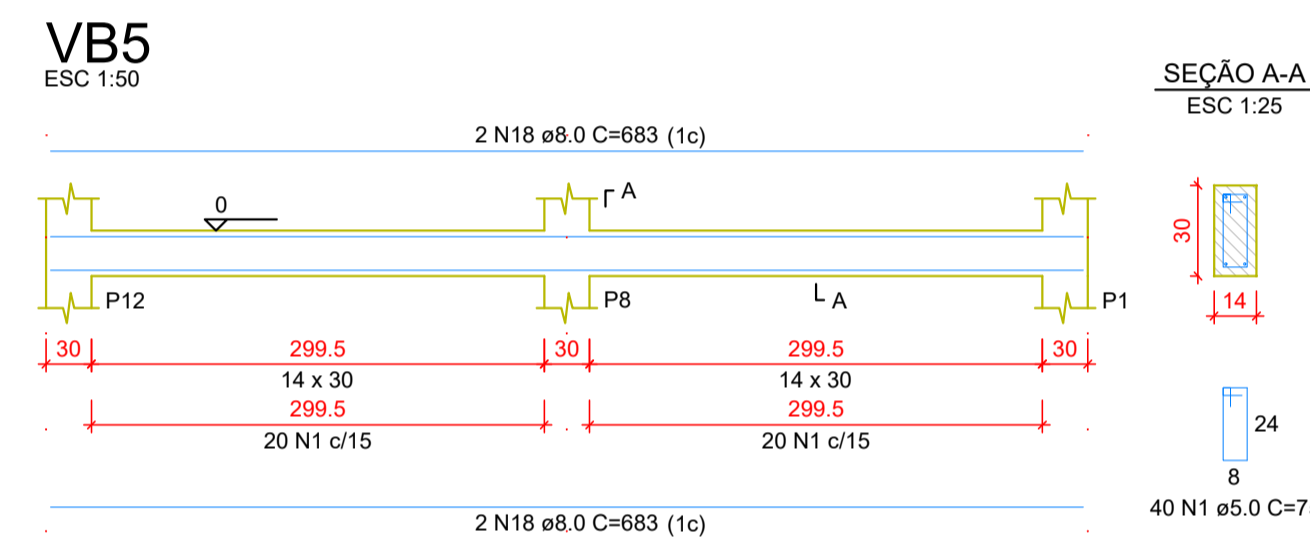 VB5
ESC 1:50
SEÇÃO A-A
ESC 1:25
2 N18 ø8.0 C=683 (1c)
A
0
30
P12
P8
A
P1
14
30
299.5
30
299.5
30
14 x 30
14 x 30
299.5
299.5
20 N1 c/15
20 N1 c/15
24
8
2 N18 ø8.0 C=683 (1c)
40 N1 ø5.0